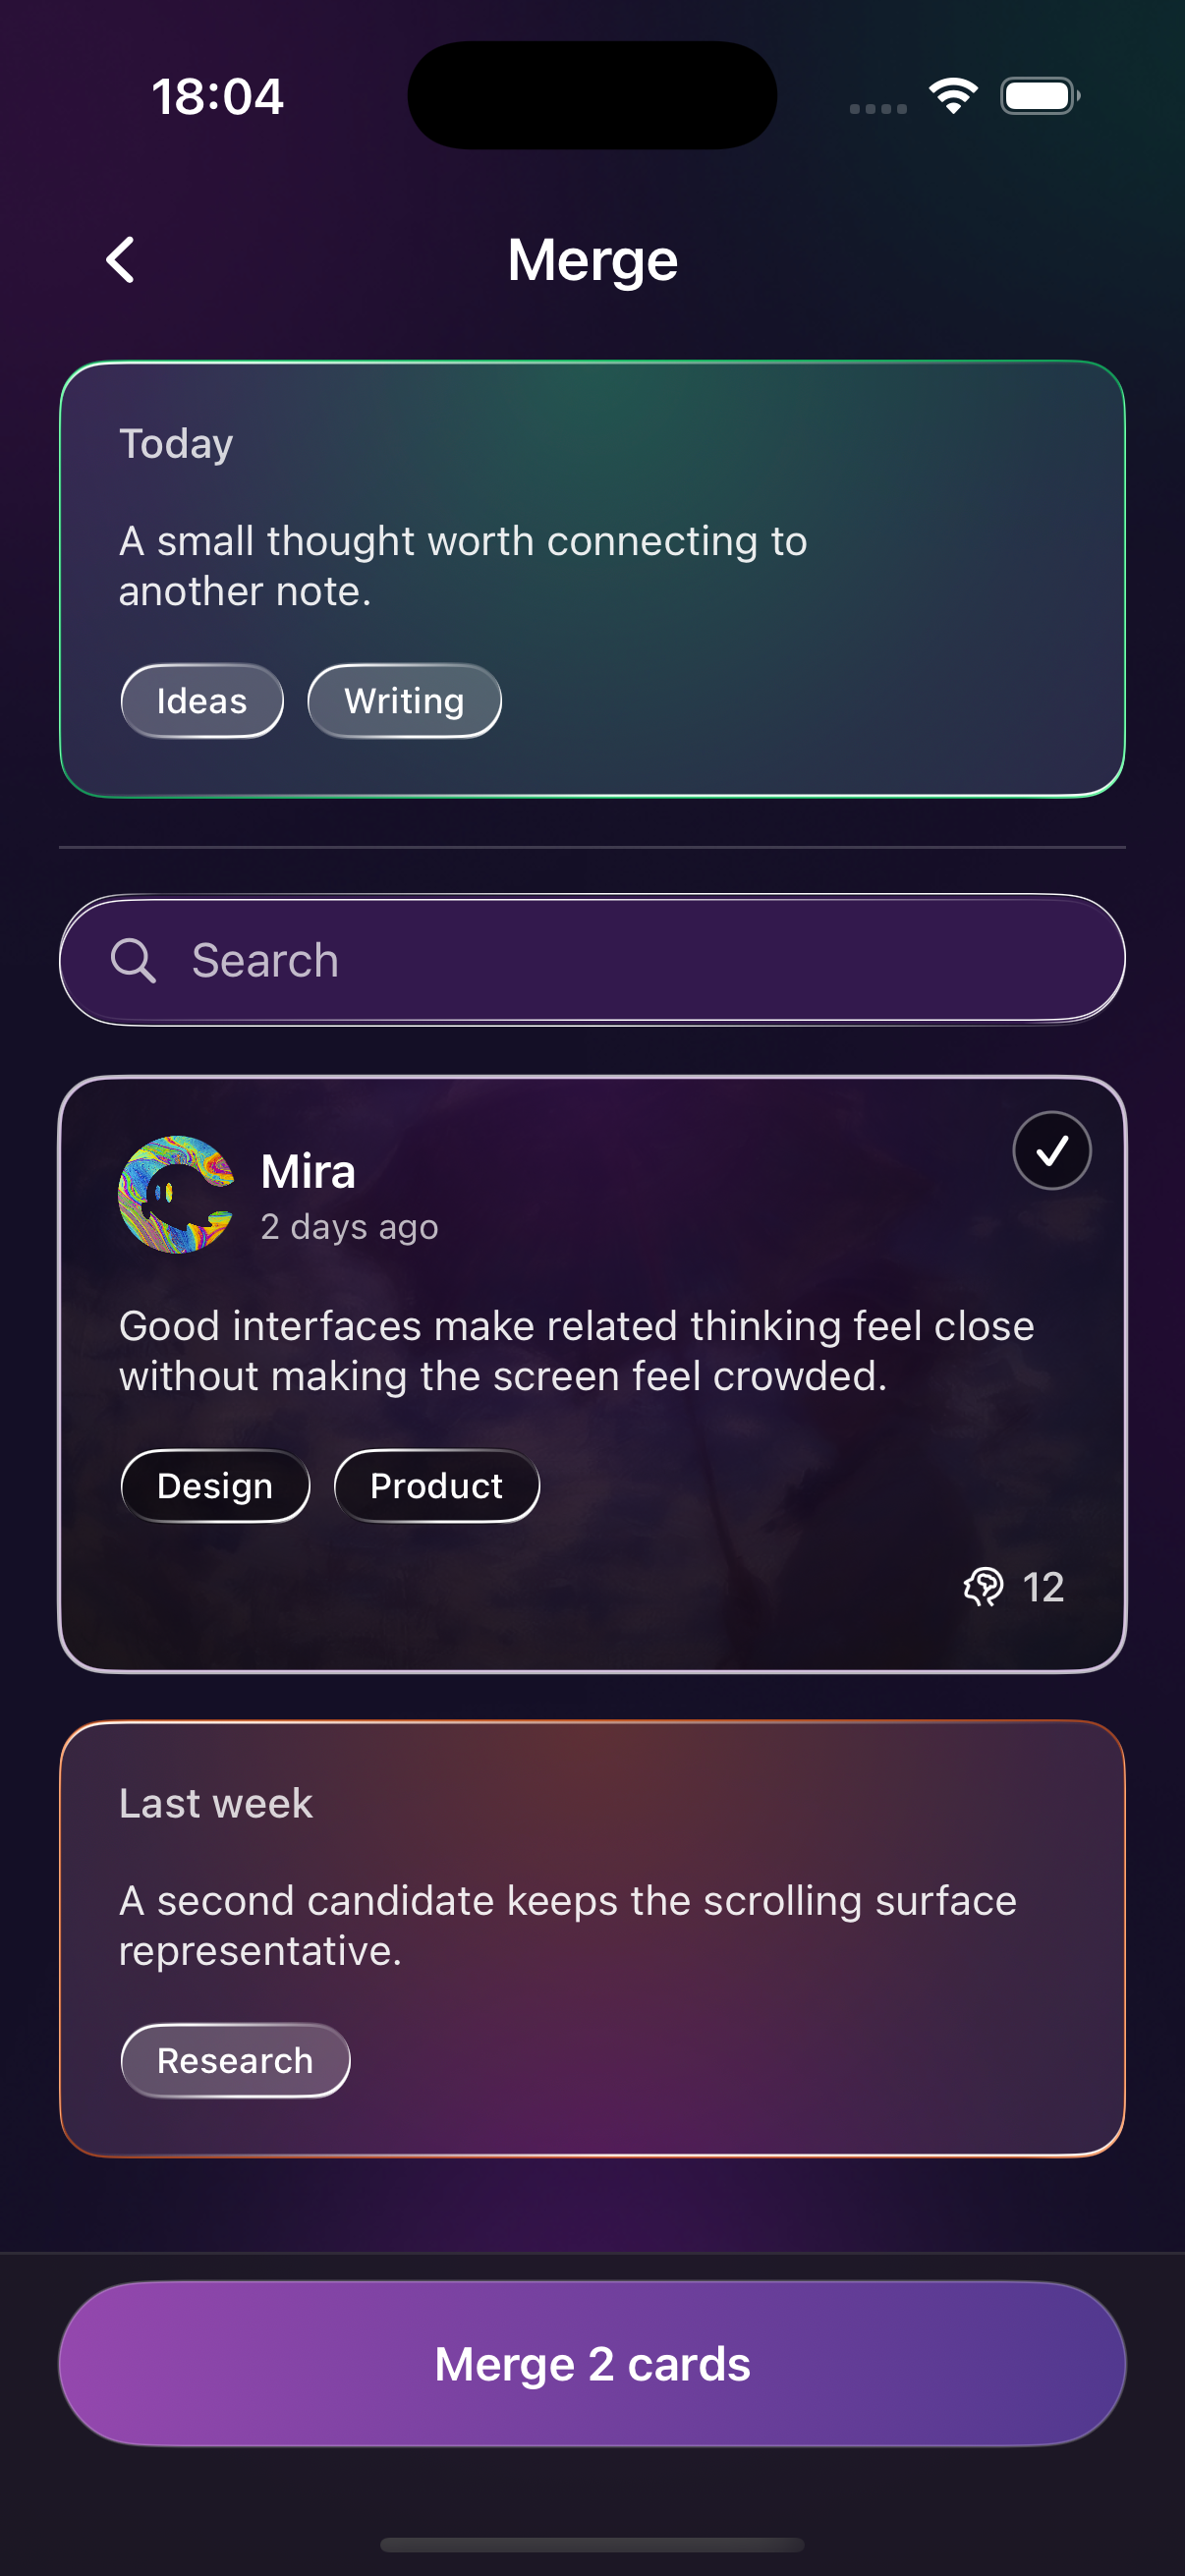 18:04
Merge
Today
A small thought worth connecting to
another note.
Ideas
Writing
Search
Mira
2 days ago
Good interfaces make related thinking feel close
without making the screen feel crowded.
Design
Product
12
Last week
A second candidate keeps the scrolling surface
representative.
Research
Merge 2 cards